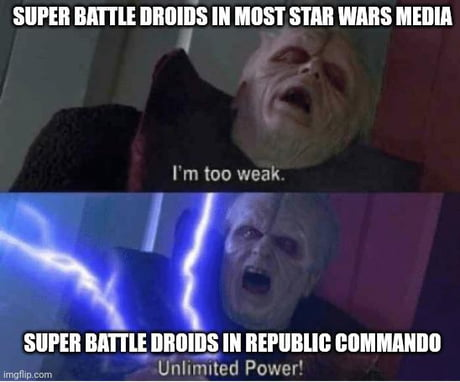 SUPER BATTLE DROIDS IN MOST STAR WARS MEDIA
I'm too weak.
SUPER BATTLE DROIDS IN REPUBLIC COMMANDO
Unlimited Power!
imgflip.com